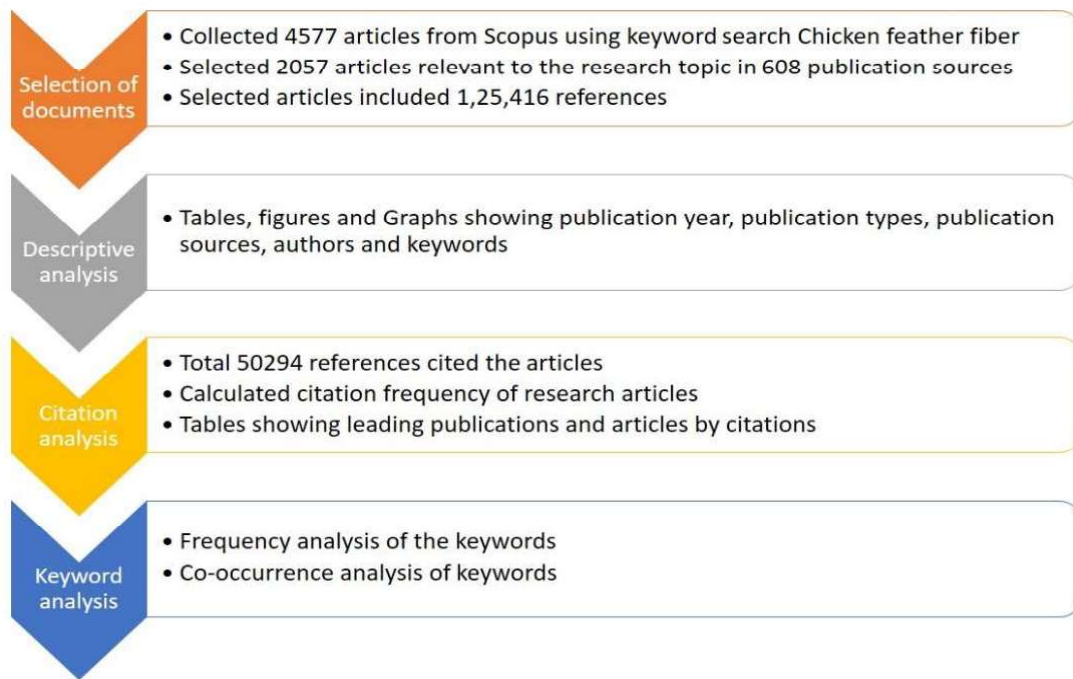 Selection of
documents
• Collected 4577 articles from Scopus using keyword search Chicken feather fiber
• Selected 2057 articles relevant to the research topic in 608 publication sources
• Selected articles included 1,25,416 references
Descriptive
analysis
• Tables, figures and Graphs showing publication year, publication types, publication
sources, authors and keywords
Citation
analysis
• Total 50294 references cited the articles
• Calculated citation frequency of research articles
• Tables showing leading publications and articles by citations
Keyword
analysis
• Frequency analysis of the keywords
• Co-occurrence analysis of keywords